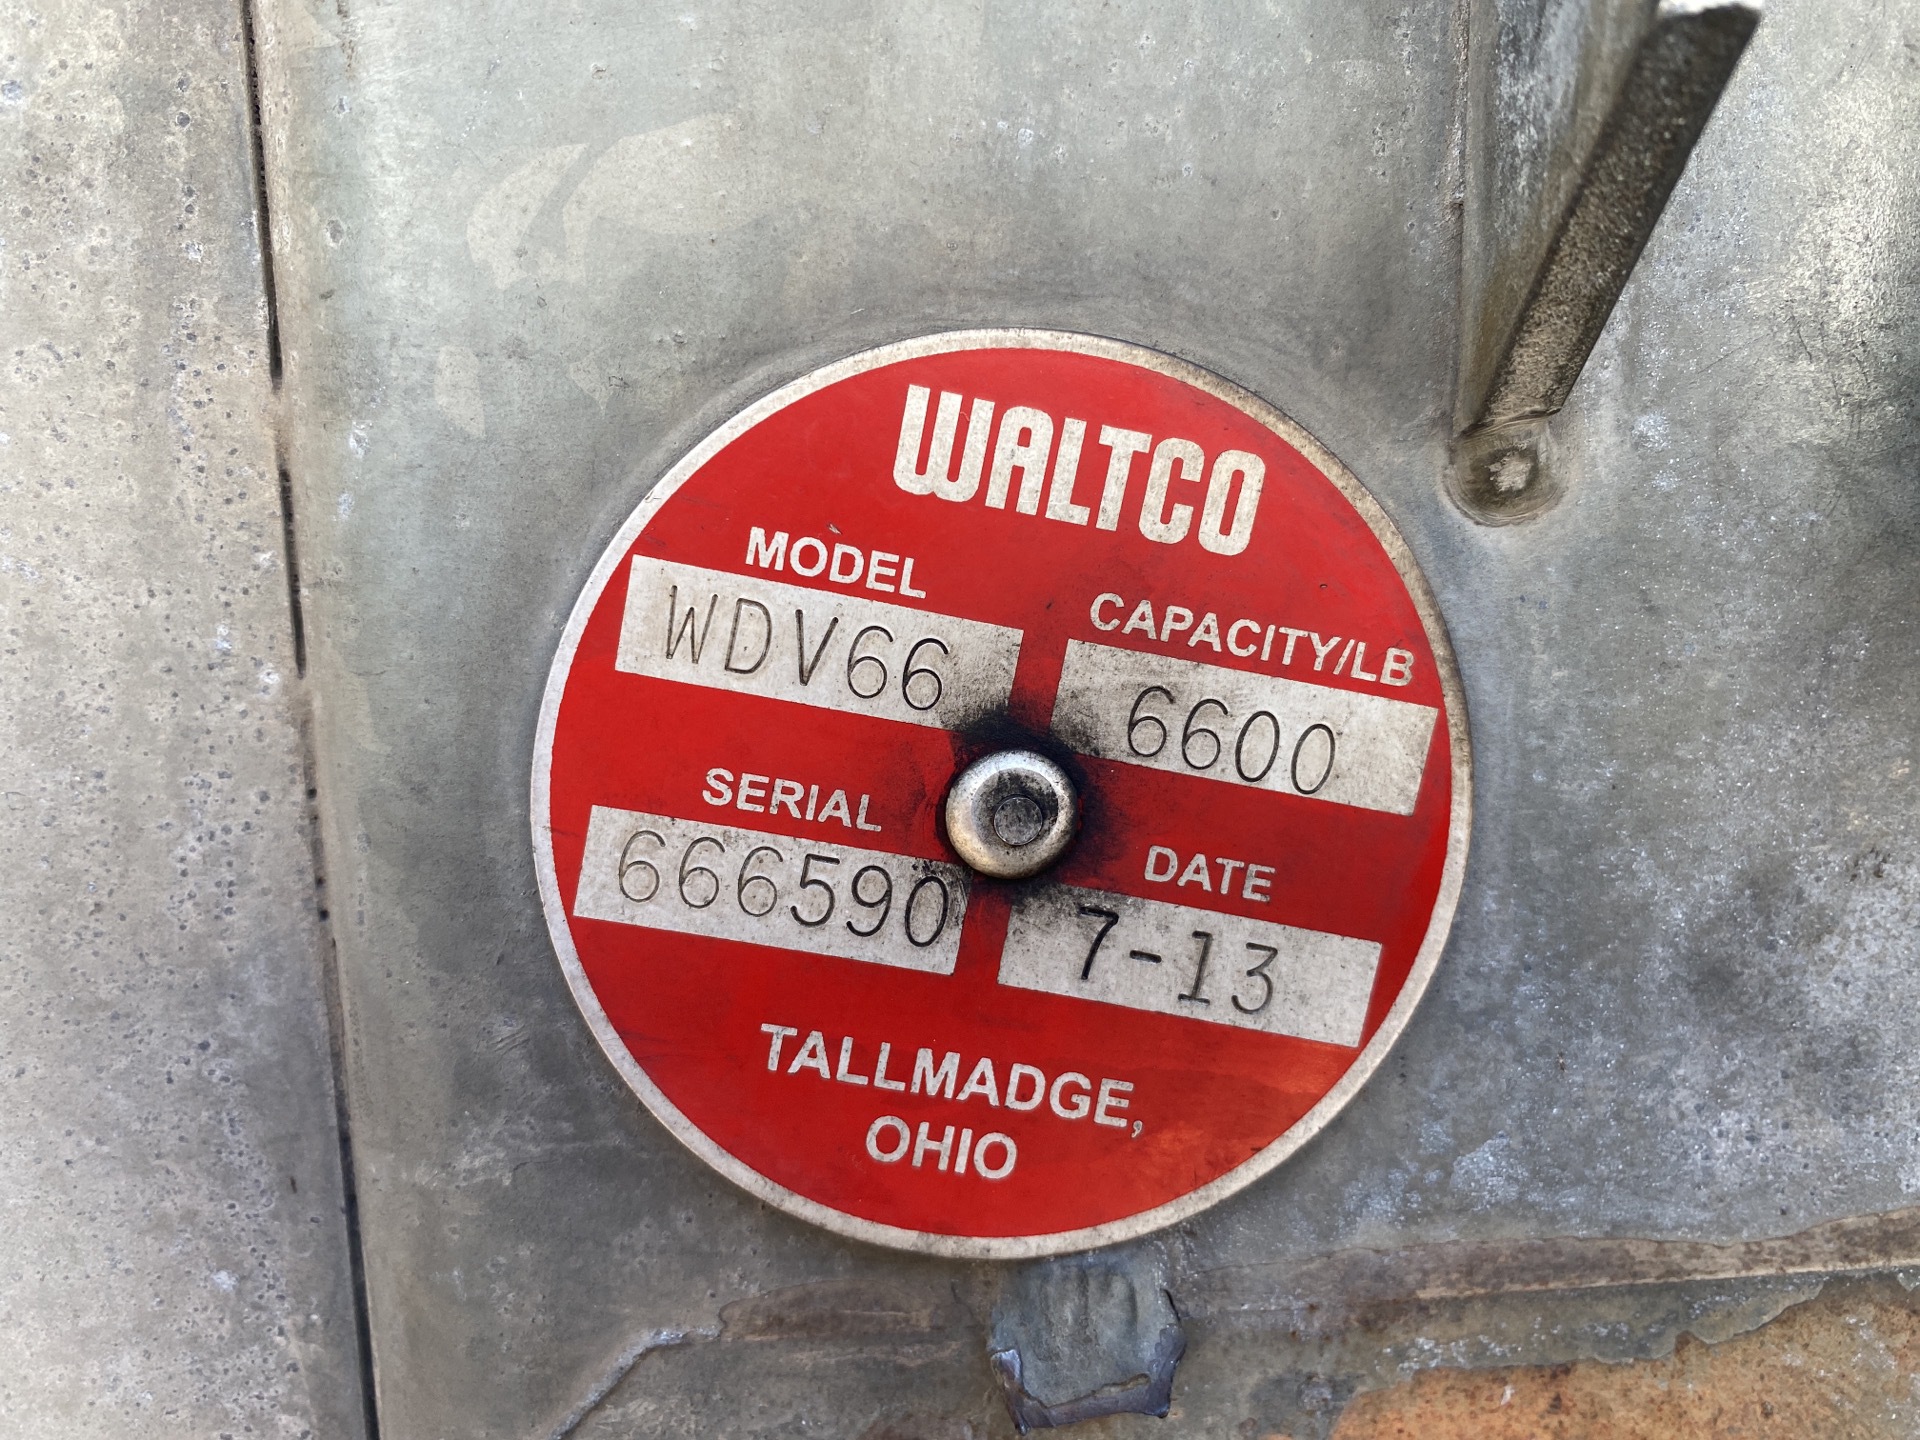 WALTCO
MODEL
WDV66
CAPACITY/LB
6600
SERIAL
666590
DATE
7-13
TALLMADGE,
OHIO